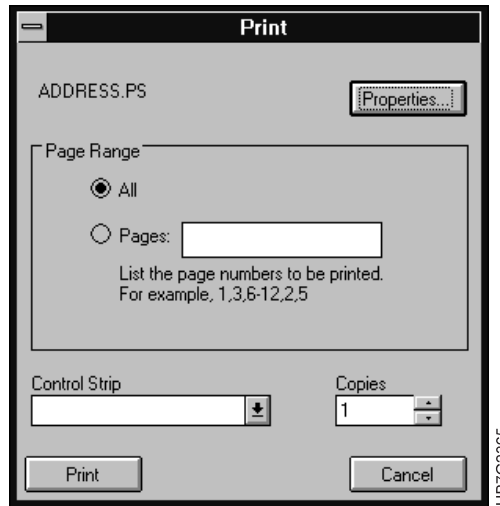 Print
ADDRESS.PS
Properties...
Page Range
All
Pages:
List the page numbers to be printed.
For example, 1,3,6-12,2,5
Control Strip
Copies
1
Print
Cancel